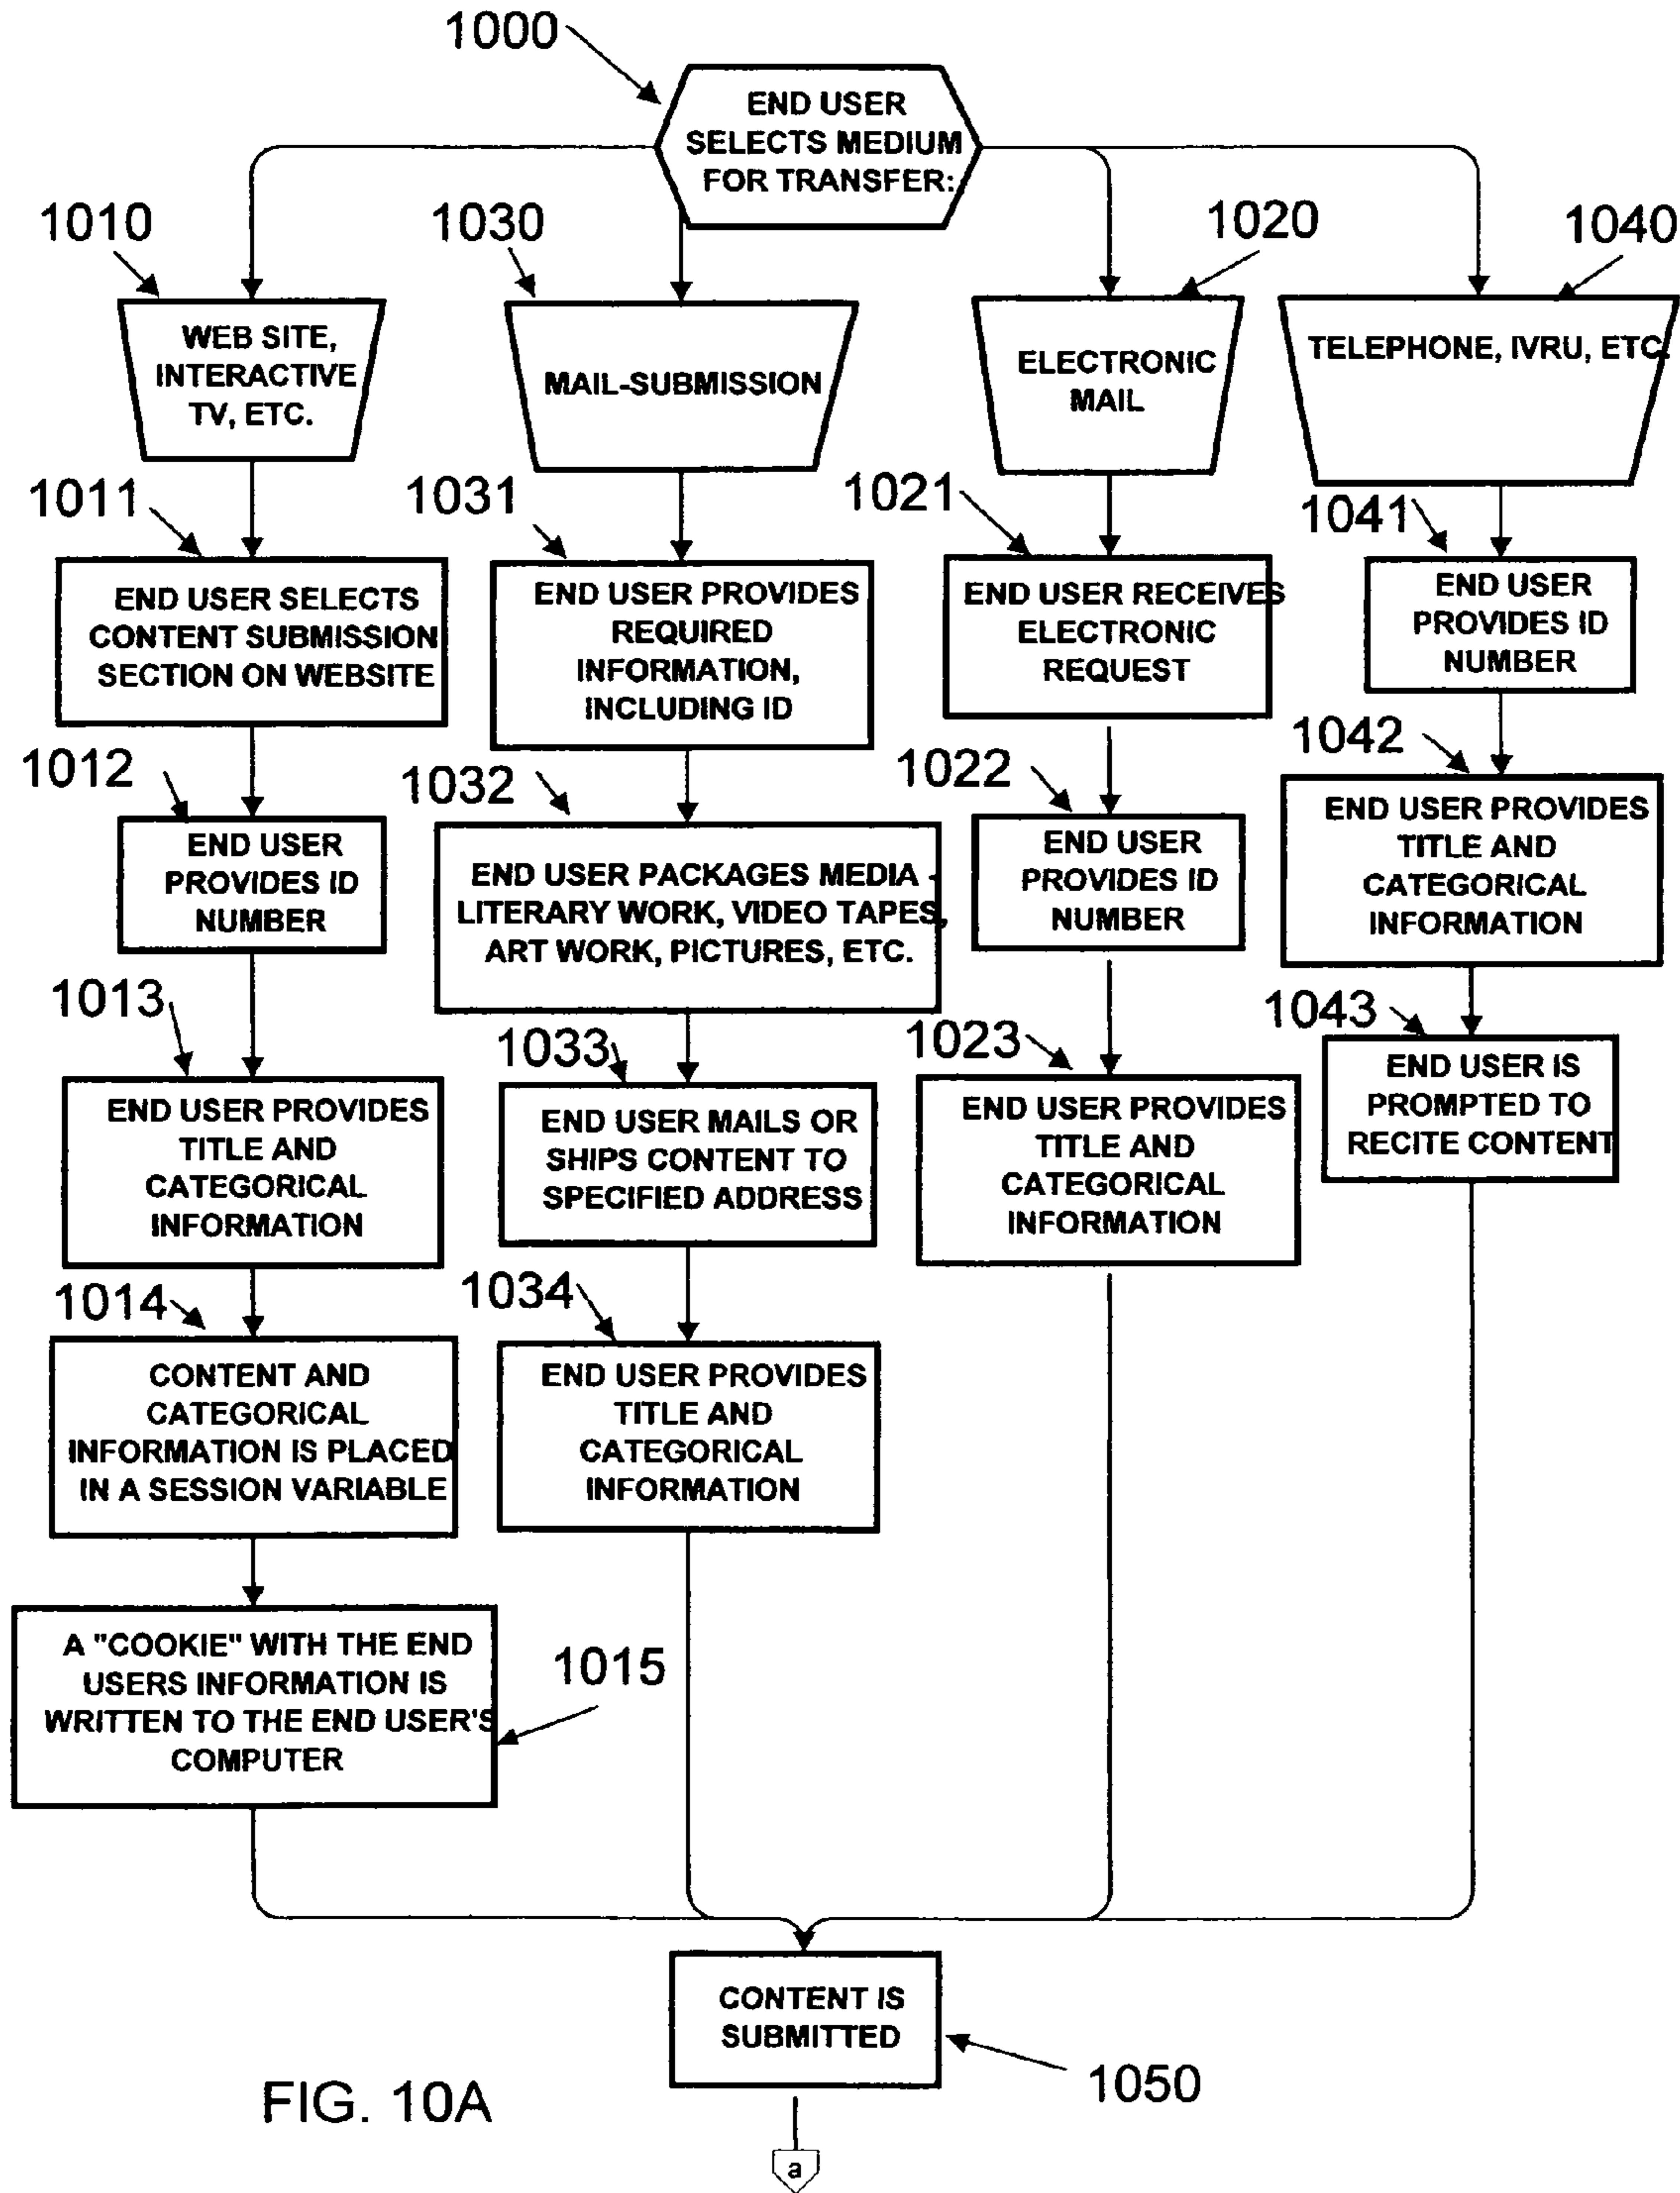 1000
END USER
SELECTS MEDIUM
FOR TRANSFER:
1010
WEB SITE,
INTERACTIVE
TV, ETC.
1011
END USER SELECTS
CONTENT SUBMISSION
SECTION ON WEBSITE
1012
END USER
PROVIDES ID
NUMBER
1013
END USER PROVIDES
TITLE AND
CATEGORICAL
INFORMATION
1014
CONTENT AND
CATEGORICAL
INFORMATION IS PLACED
IN A SESSION VARIABLE
A "COOKIE" WITH THE END
USERS INFORMATION IS
WRITTEN TO THE END USER'S
COMPUTER
1015
1030
MAIL-SUBMISSION
1031
END USER PROVIDES
REQUIRED
INFORMATION,
INCLUDING ID
1032
END USER PACKAGES MEDIA -
LITERARY WORK, VIDEO TAPES,
ART WORK, PICTURES, ETC.
1033
END USER MAILS OR
SHIPS CONTENT TO
SPECIFIED ADDRESS
1034
END USER PROVIDES
TITLE AND
CATEGORICAL
INFORMATION
1020
ELECTRONIC
MAIL
1021
END USER RECEIVES
ELECTRONIC
REQUEST
1022
END USER
PROVIDES ID
NUMBER
1023
END USER PROVIDES
TITLE AND
CATEGORICAL
INFORMATION
1040
TELEPHONE, IVRU, ETC.
1041
END USER
PROVIDES ID
NUMBER
1042
END USER PROVIDES
TITLE AND
CATEGORICAL
INFORMATION
1043
END USER IS
PROMPTED TO
RECITE CONTENT
CONTENT IS
SUBMITTED
1050
FIG. 10A
a